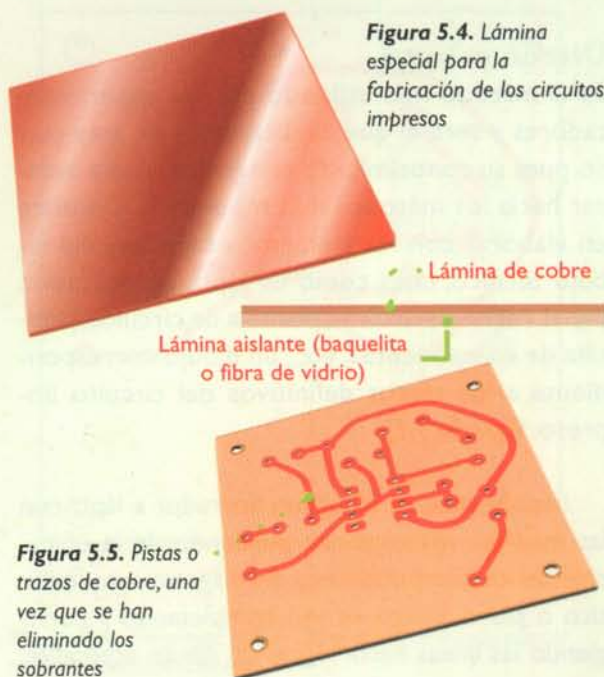 Figura 5.4. Lámina
especial para la
fabricación de los circuitos
impresos
Lámina de cobre
Lámina aislante (baquelita
o fibra de vidrio)
Figura 5.5. Pistas o
trazos de cobre, una
vez que se han
eliminado los
sobrantes